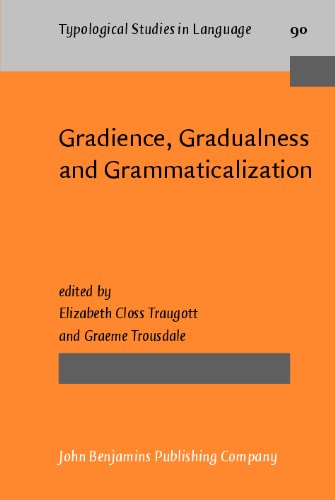 Typological Studies in Language 90
Gradience, Gradualness
and Grammaticalization
edited by
Elizabeth Closs Traugott
and Graeme Trousdale
John Benjamins Publishing Company